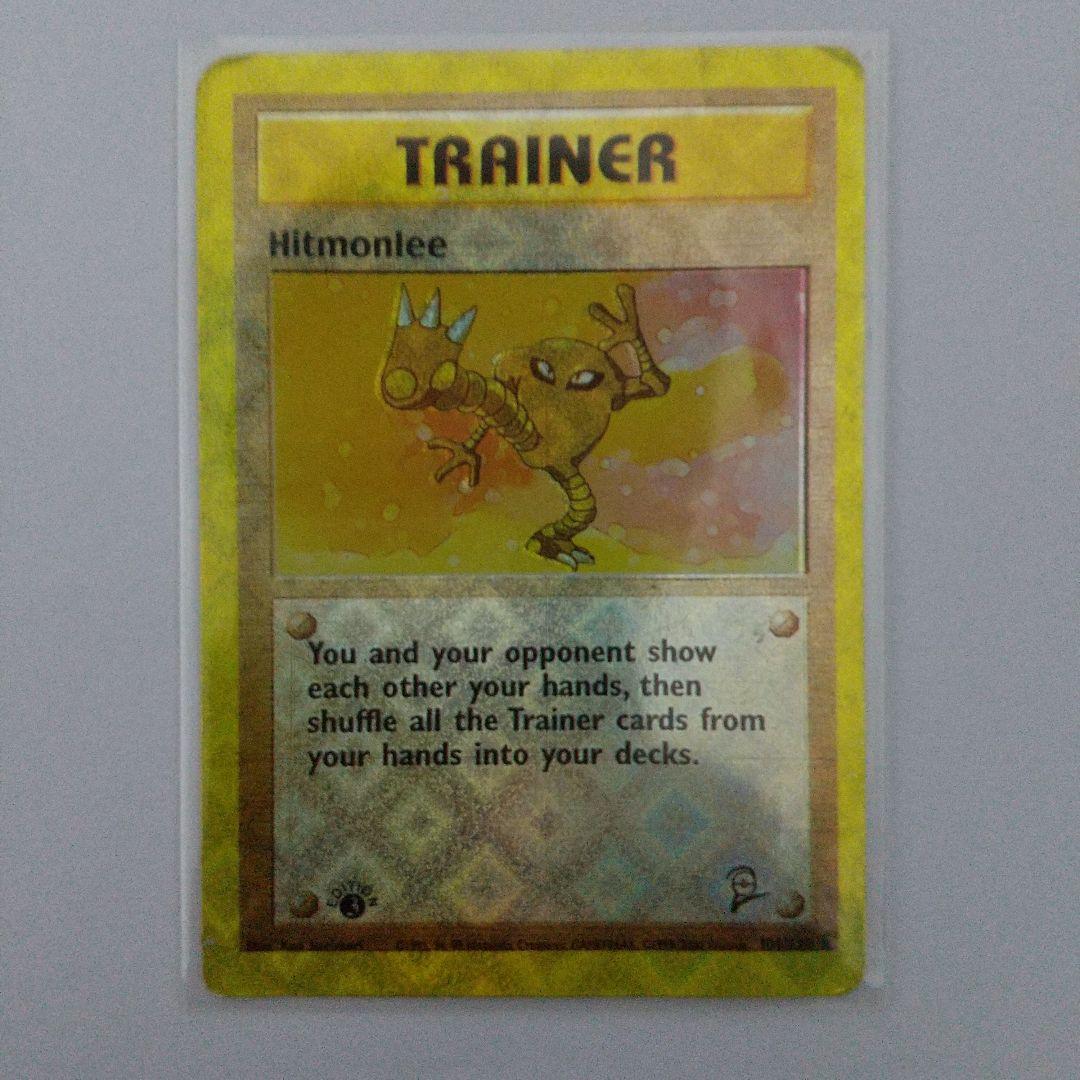 TRAINER
Hitmonlee
You and your opponent show
each other your hands, then
shuffle all the Trainer cards from
your hands into your decks.
EDITION